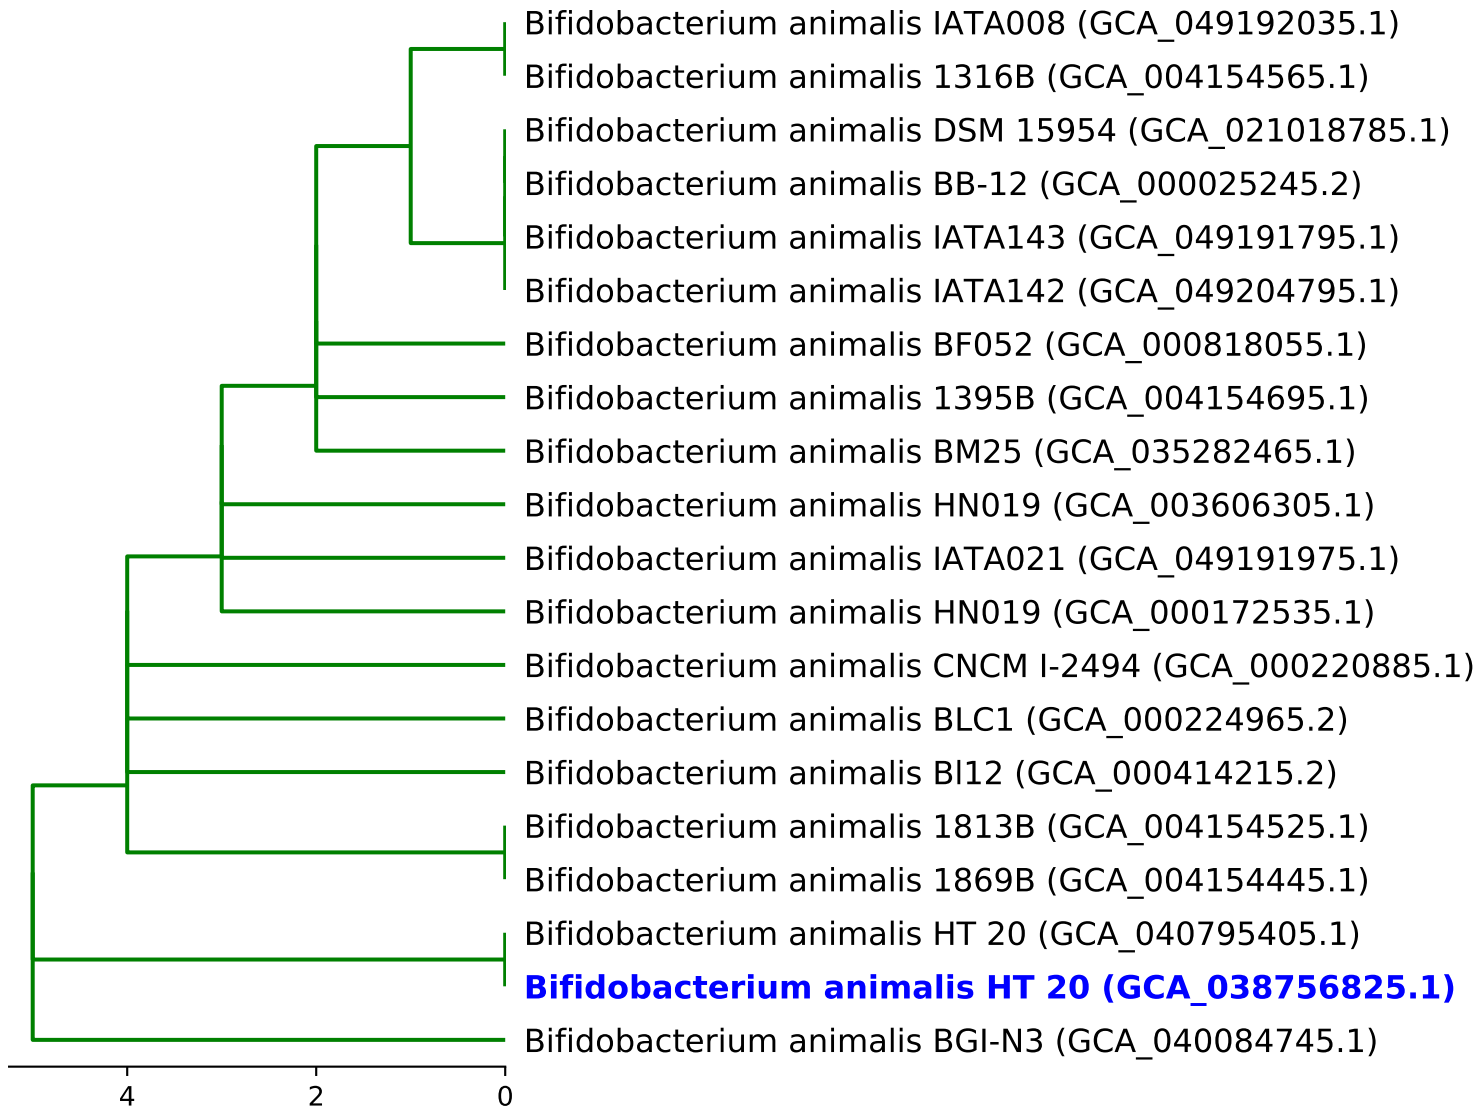 Bifidobacterium animalis IATA008 (GCA_049192035.1)
Bifidobacterium animalis 1316B (GCA_004154565.1)
Bifidobacterium animalis DSM 15954 (GCA_021018785.1)
Bifidobacterium animalis BB-12 (GCA_000025245.2)
Bifidobacterium animalis IATA143 (GCA_049191795.1)
Bifidobacterium animalis IATA142 (GCA_049204795.1)
Bifidobacterium animalis BF052 (GCA_000818055.1)
Bifidobacterium animalis 1395B (GCA_004154695.1)
Bifidobacterium animalis BM25 (GCA_035282465.1)
Bifidobacterium animalis HN019 (GCA_003606305.1)
Bifidobacterium animalis IATA021 (GCA_049191975.1)
Bifidobacterium animalis HN019 (GCA_000172535.1)
Bifidobacterium animalis CNCM I-2494 (GCA_000220885.1)
Bifidobacterium animalis BLC1 (GCA_000224965.2)
Bifidobacterium animalis Bl12 (GCA_000414215.2)
Bifidobacterium animalis 1813B (GCA_004154525.1)
Bifidobacterium animalis 1869B (GCA_004154445.1)
Bifidobacterium animalis HT 20 (GCA_040795405.1)
Bifidobacterium animalis HT 20 (GCA_038756825.1)
Bifidobacterium animalis BGI-N3 (GCA_040084745.1)
4 2 0